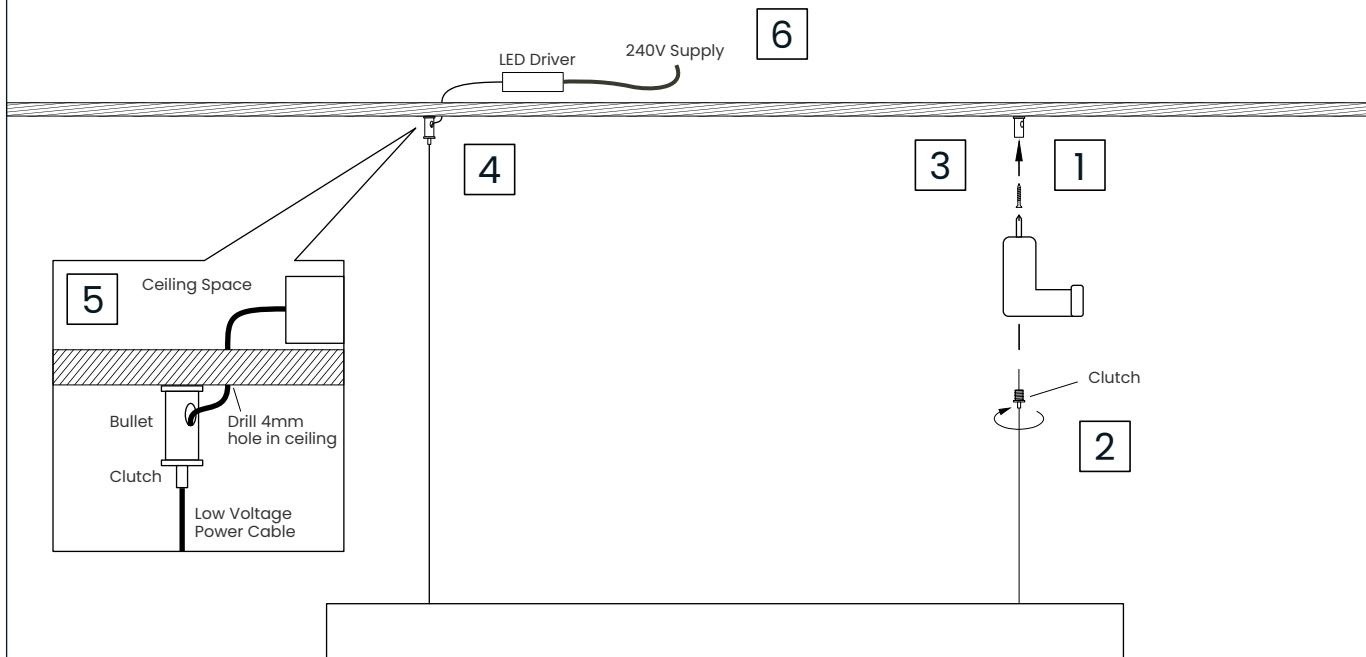 6
LED Driver
240V Supply
4
3
1
5
Ceiling Space
Bullet
Drill 4mm
hole in ceiling
Clutch
Low Voltage
Power Cable
Clutch
2